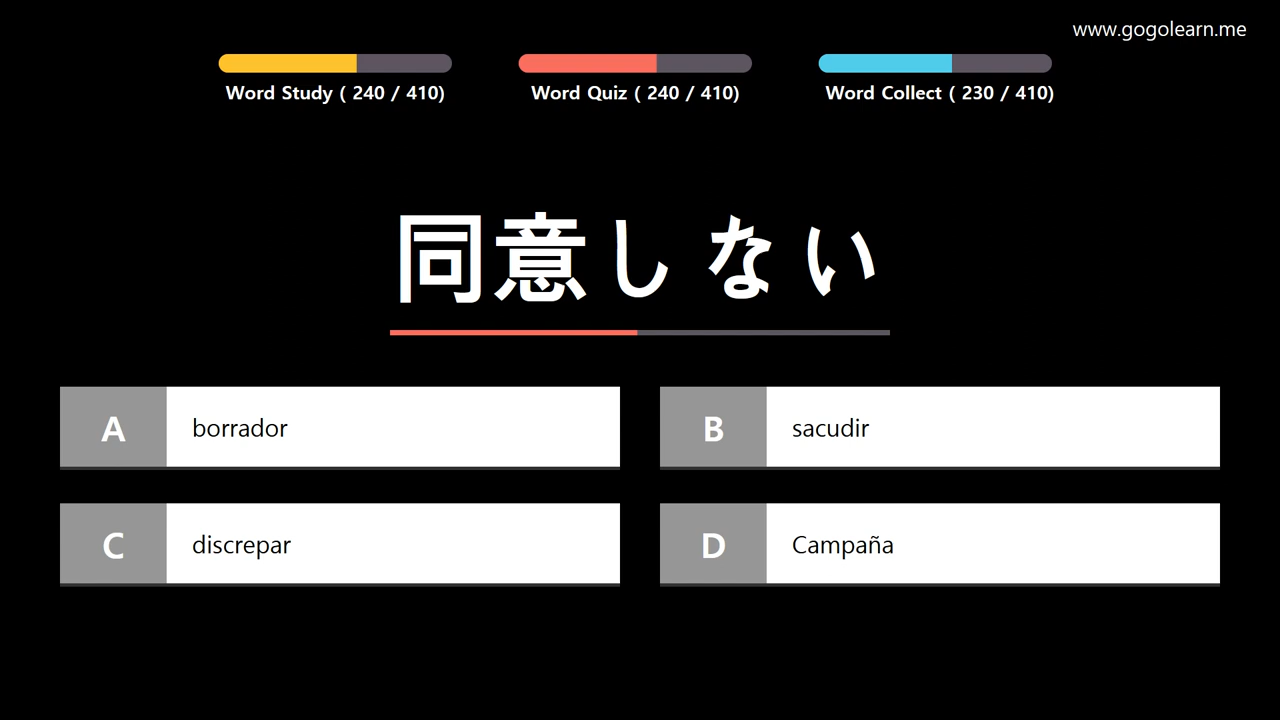 www.gogolearn.me
Word Study ( 240 / 410)
Word Quiz ( 240 / 410)
Word Collect ( 230 / 410)
同意しない
A borrador
B sacudir
C discrepar
D Campaña